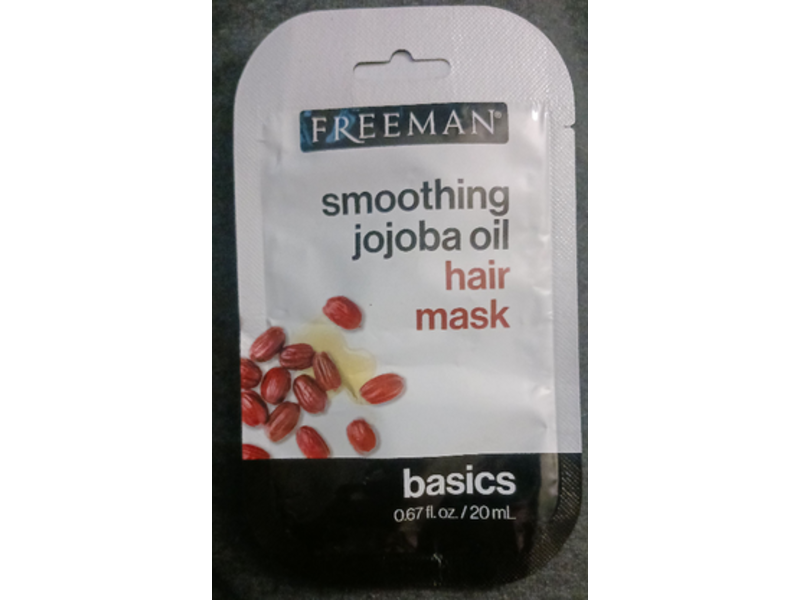 FREEMAN®
smoothing
jojoba oil
hair
mask
basics
0.67 fl. oz. / 20 mL